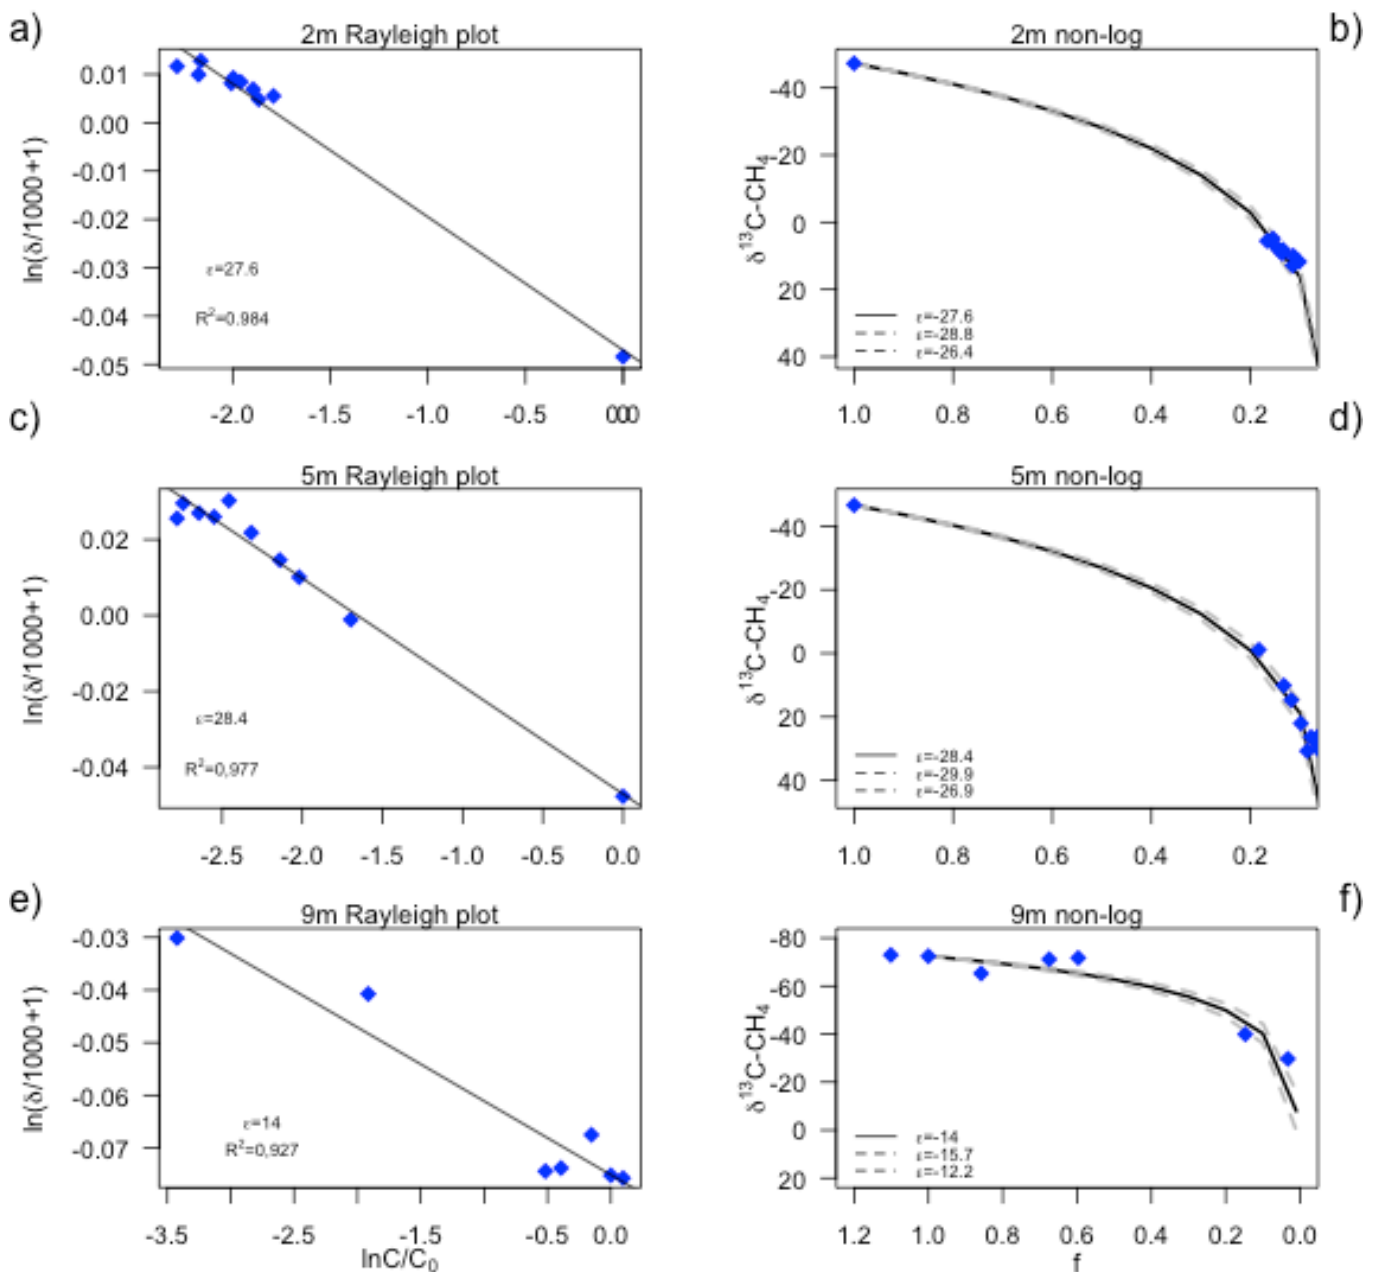 a)
2m Rayleigh plot
ln(δ/1000+1)
0.01
0.00
-0.01
-0.02
-0.03
-0.04
-0.05
ε=27.6
R²=0.984
-2.0 -1.5 -1.0 -0.5 000
b)
2m non-log
δ¹³C-CH₄
-40
-20
0
20
40
ε=-27.6
ε=-28.8
ε=-26.4
1.0 0.8 0.6 0.4 0.2
c)
5m Rayleigh plot
ln(δ/1000+1)
0.02
0.00
-0.02
-0.04
ε=28.4
R²=0,977
-2.5 -2.0 -1.5 -1.0 -0.5 0.0
d)
5m non-log
δ¹³C-CH₄
-40
-20
0
20
40
ε=-28.4
ε=-29.9
ε=-26.9
1.0 0.8 0.6 0.4 0.2
e)
9m Rayleigh plot
ln(δ/1000+1)
-0.03
-0.04
-0.05
-0.06
-0.07
ε=14
R²=0,927
-3.5 -2.5 -1.5 -0.5 0.0
lnC/C₀
f)
9m non-log
δ¹³C-CH₄
-80
-60
-40
-20
0
20
ε=-14
ε=-15.7
ε=-12.2
1.2 1.0 0.8 0.6 0.4 0.2 0.0
f